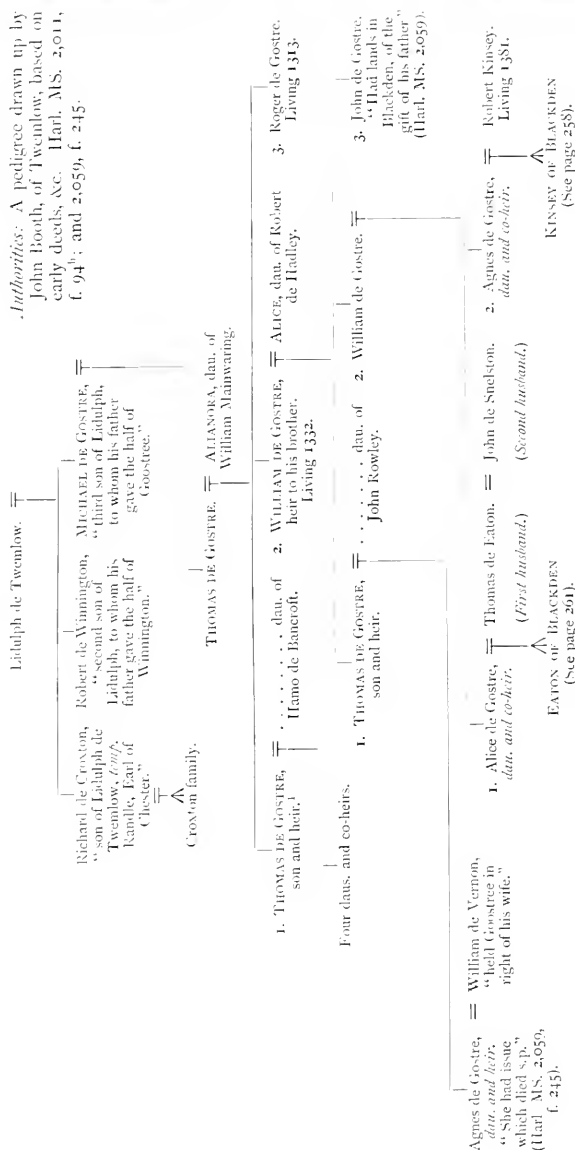 Authorities: A pedigree drawn up by
John Booth, of Twemlow, based on
early deeds, &c. Harl. MS. 2,011,
f. 94b; and 2,059, f. 245.
Lidulph de Twemlow.
Richard de Croxton,
"son of Lidulph de
Twemlow, temp.
Randle, Earl of
Chester."
Croxton family.
Robert de Winnington,
"second son of
Lidulph, to whom his
father gave the half of
Winnington."
MICHAEL DE GOSTRE,
"third son of Lidulph,
to whom his father
gave the half of
Goostree."
THOMAS DE GOSTRE.
ALIANORA, dau. of
William Mainwaring.
1. THOMAS DE GOSTRE,
son and heir.1
. . . . . . . . dau. of
Hamo de Bancroft.
2. WILLIAM DE GOSTRE,
heir to his brother.
Living 1332.
ALICE, dau. of Robert
de Hadley.
3. Roger de Gostre.
Living 1313.
Four daus. and co-heirs.
1. THOMAS DE GOSTRE,
son and heir.
. . . . . . . . dau. of
John Rowley.
2. William de Gostre.
3. John de Gostre.
"Had lands in
Blackden, of the
gift of his father"
(Harl. MS. 2,059).
Agnes de Gostre,
dau. and heir.
"She had issue
which died s.p."
(Harl MS. 2,059,
f. 245).
William de Vernon,
"held Goostree in
right of his wife."
1. Alice de Gostre,
dau. and co-heir.
Thomas de Eaton.
(First husband.)
John de Snelston.
(Second husband.)
EATON OF BLACKDEN
(See page 261).
2. Agnes de Gostre,
dau. and co-heir.
Robert Kinsey.
Living 1381.
KINSEY OF BLACKDEN
(See page 258).